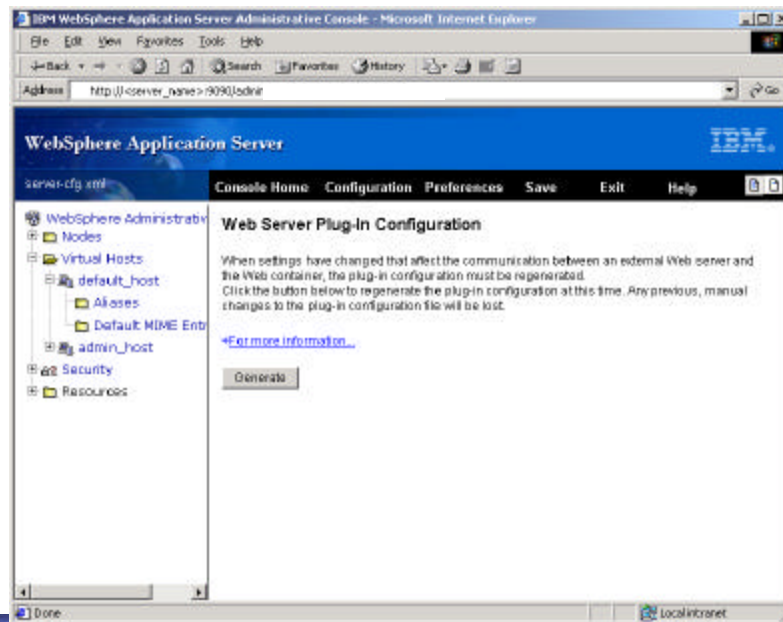 IBM WebSphere Application Server Administrative Console - Microsoft Internet Explorer
File Edit View Favorites Tools Help
Back Search Favorites History
Address http://<server_name>:9090/admin Go
WebSphere Application Server
IBM
server-cfg.xml Console Home Configuration Preferences Save Exit Help
WebSphere Administrativ
Nodes
Virtual Hosts
default_host
Aliases
Default MIME Entr
admin_host
Security
Resources
Web Server Plug-In Configuration
When settings have changed that affect the communication between an external Web server and
the Web container, the plug-in configuration must be regenerated.
Click the button below to regenerate the plug-in configuration at this time. Any previous, manual
changes to the plug-in configuration file will be lost.
For more information...
Generate
Done Local intranet